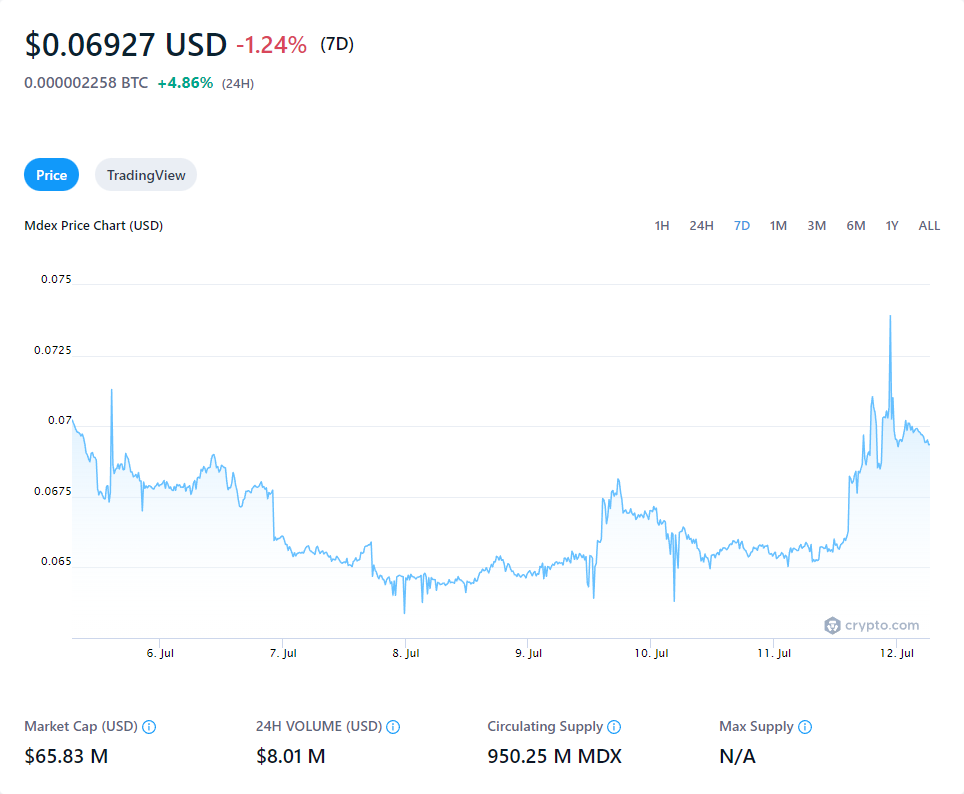 $0.06927 USD -1.24% (7D)
0.000002258 BTC +4.86% (24H)
Price TradingView
Mdex Price Chart (USD) 1H 24H 7D 1M 3M 6M 1Y ALL
0.075
0.0725
0.07
0.0675
0.065
crypto.com
6. Jul 7. Jul 8. Jul 9. Jul 10. Jul 11. Jul 12. Jul
Market Cap (USD) 24H VOLUME (USD) Circulating Supply Max Supply
$65.83 M $8.01 M 950.25 M MDX N/A